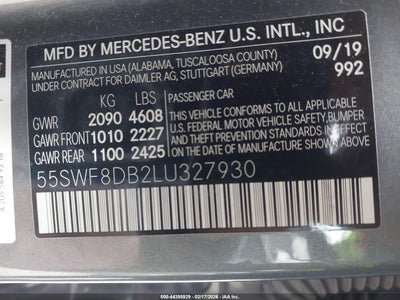 MFD BY MERCEDES-BENZ U.S. INTL., INC
MANUFACTURED IN USA (ALABAMA, TUSCALOOSA COUNTY)
UNDER CONTRACT FOR DAIMLER AG, STUTTGART (GERMANY)
09/19
992
KG LBS
GVWR 2090 4608
GAWR FRONT 1010 2227
GAWR REAR 1100 2425
PASSENGER CAR
THIS VEHICLE CONFORMS TO ALL APPLICABLE
U.S. FEDERAL MOTOR VEHICLE SAFETY, BUMPER,
AND THEFT PREVENTION STANDARDS IN EFFECT
ON THE DATE OF MANUFACTURE SHOWN ABOVE.
55SWF8DB2LU327930
000-44395929 - 02/17/2026 - IAA Inc.